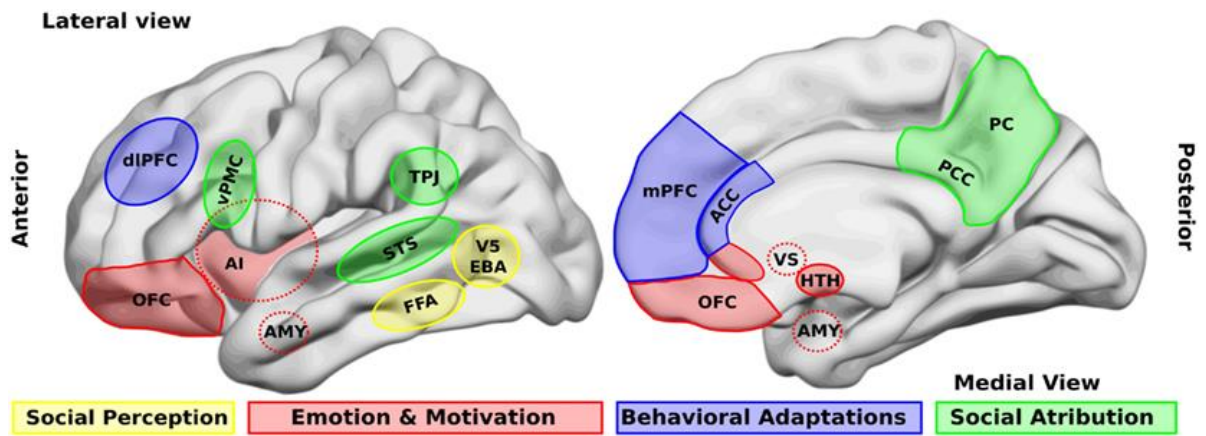 Lateral view
Anterior
dlPFC
vPMC
TPJ
AI
STS
V5
EBA
OFC
FFA
AMY
mPFC
ACC
PC
PCC
VS
HTH
OFC
AMY
Posterior
Medial View
Social Perception
Emotion & Motivation
Behavioral Adaptations
Social Atribution